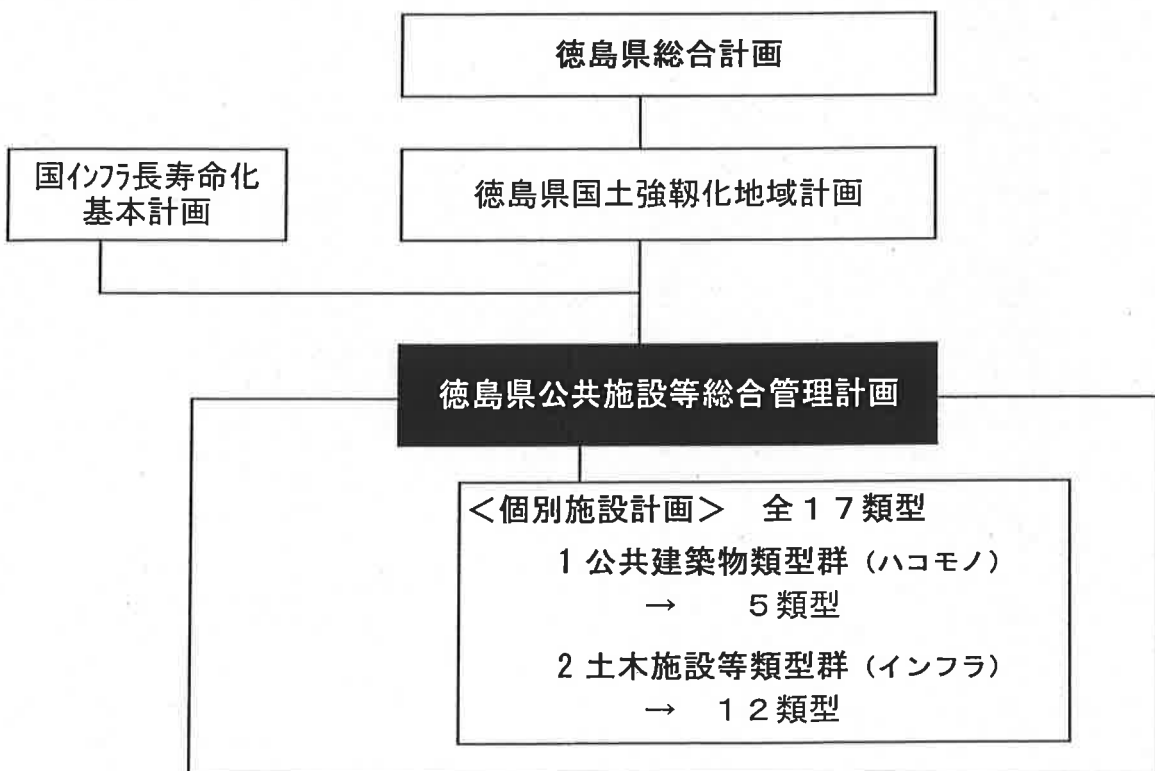 徳島県総合計画
国インフラ長寿命化
基本計画
徳島県国土強靱化地域計画
徳島県公共施設等総合管理計画
＜個別施設計画＞　全１７類型
1 公共建築物類型群（ハコモノ）
→　５類型
2 土木施設等類型群（インフラ）
→　１２類型